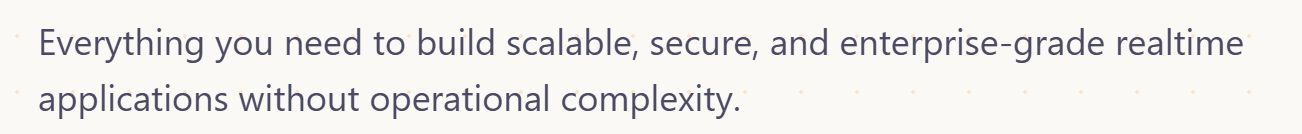 Everything you need to build scalable, secure, and enterprise-grade realtime
applications without operational complexity.